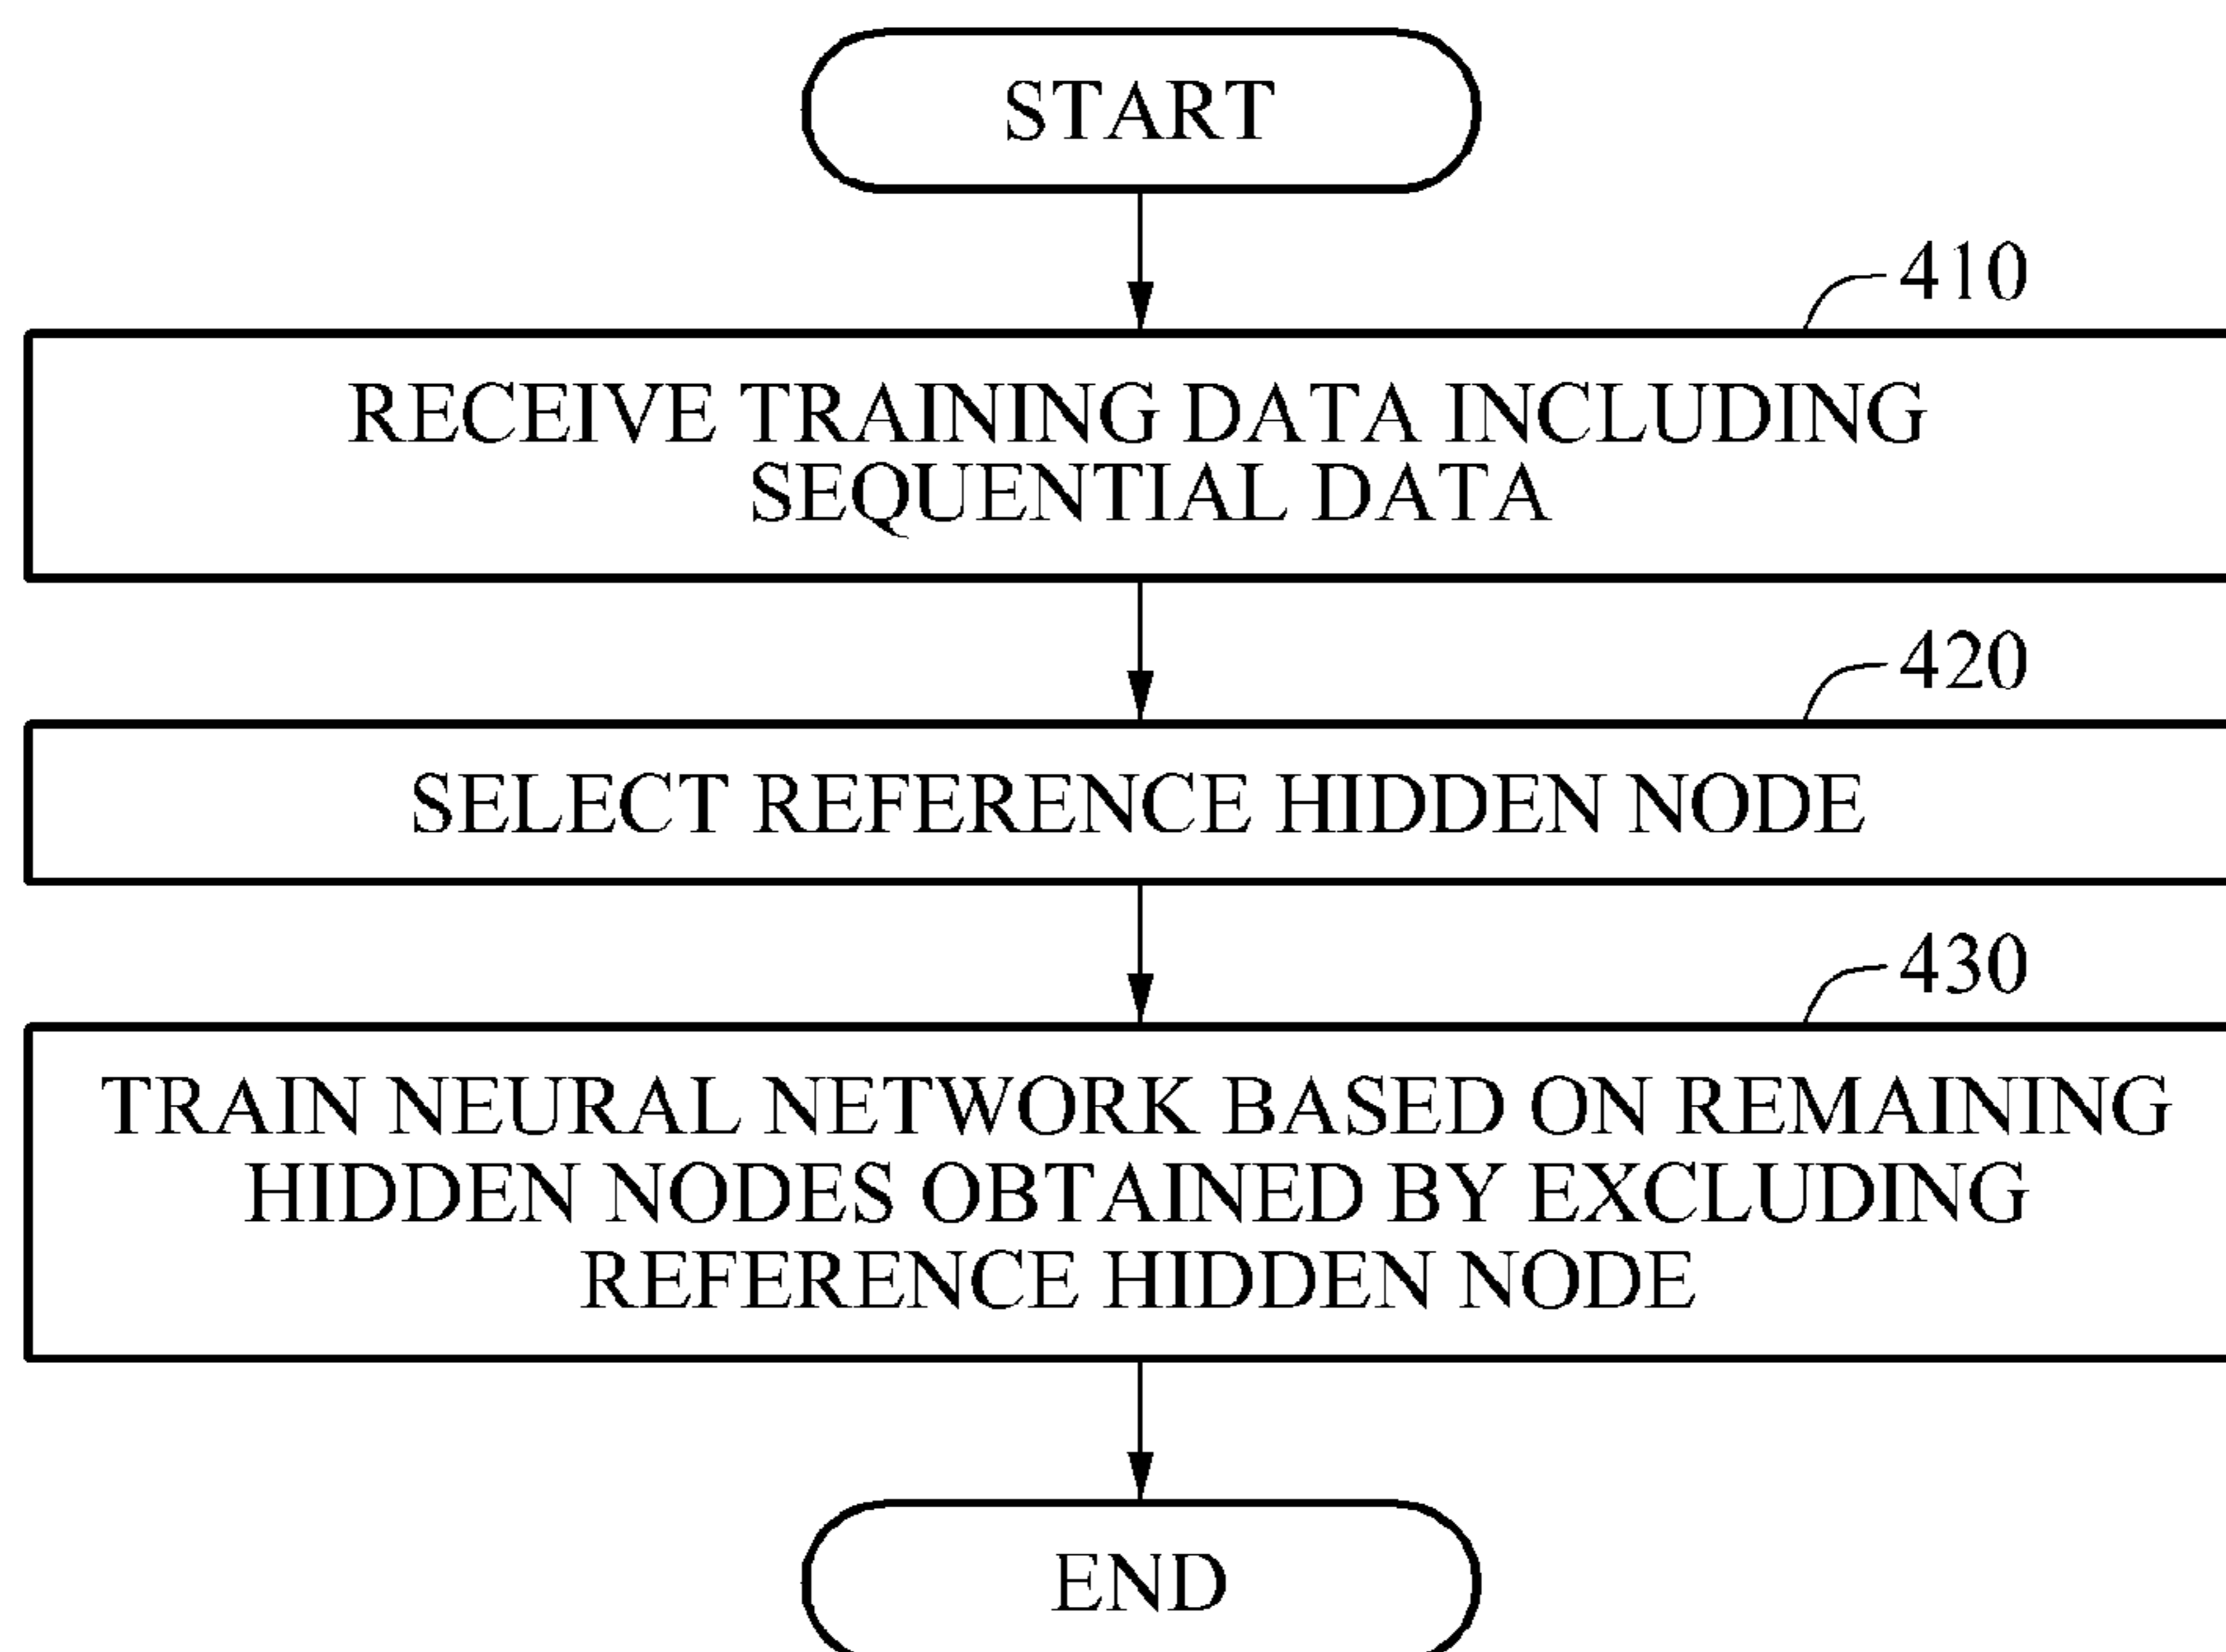 START
410
RECEIVE TRAINING DATA INCLUDING
SEQUENTIAL DATA
420
SELECT REFERENCE HIDDEN NODE
430
TRAIN NEURAL NETWORK BASED ON REMAINING
HIDDEN NODES OBTAINED BY EXCLUDING
REFERENCE HIDDEN NODE
END